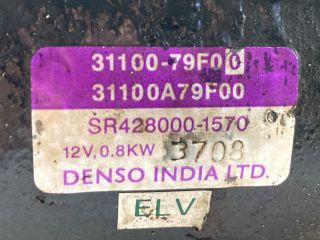 31100-79F00
31100A79F00
SR428000-1570
12V, 0.8KW 3708
DENSO INDIA LTD.
ELV